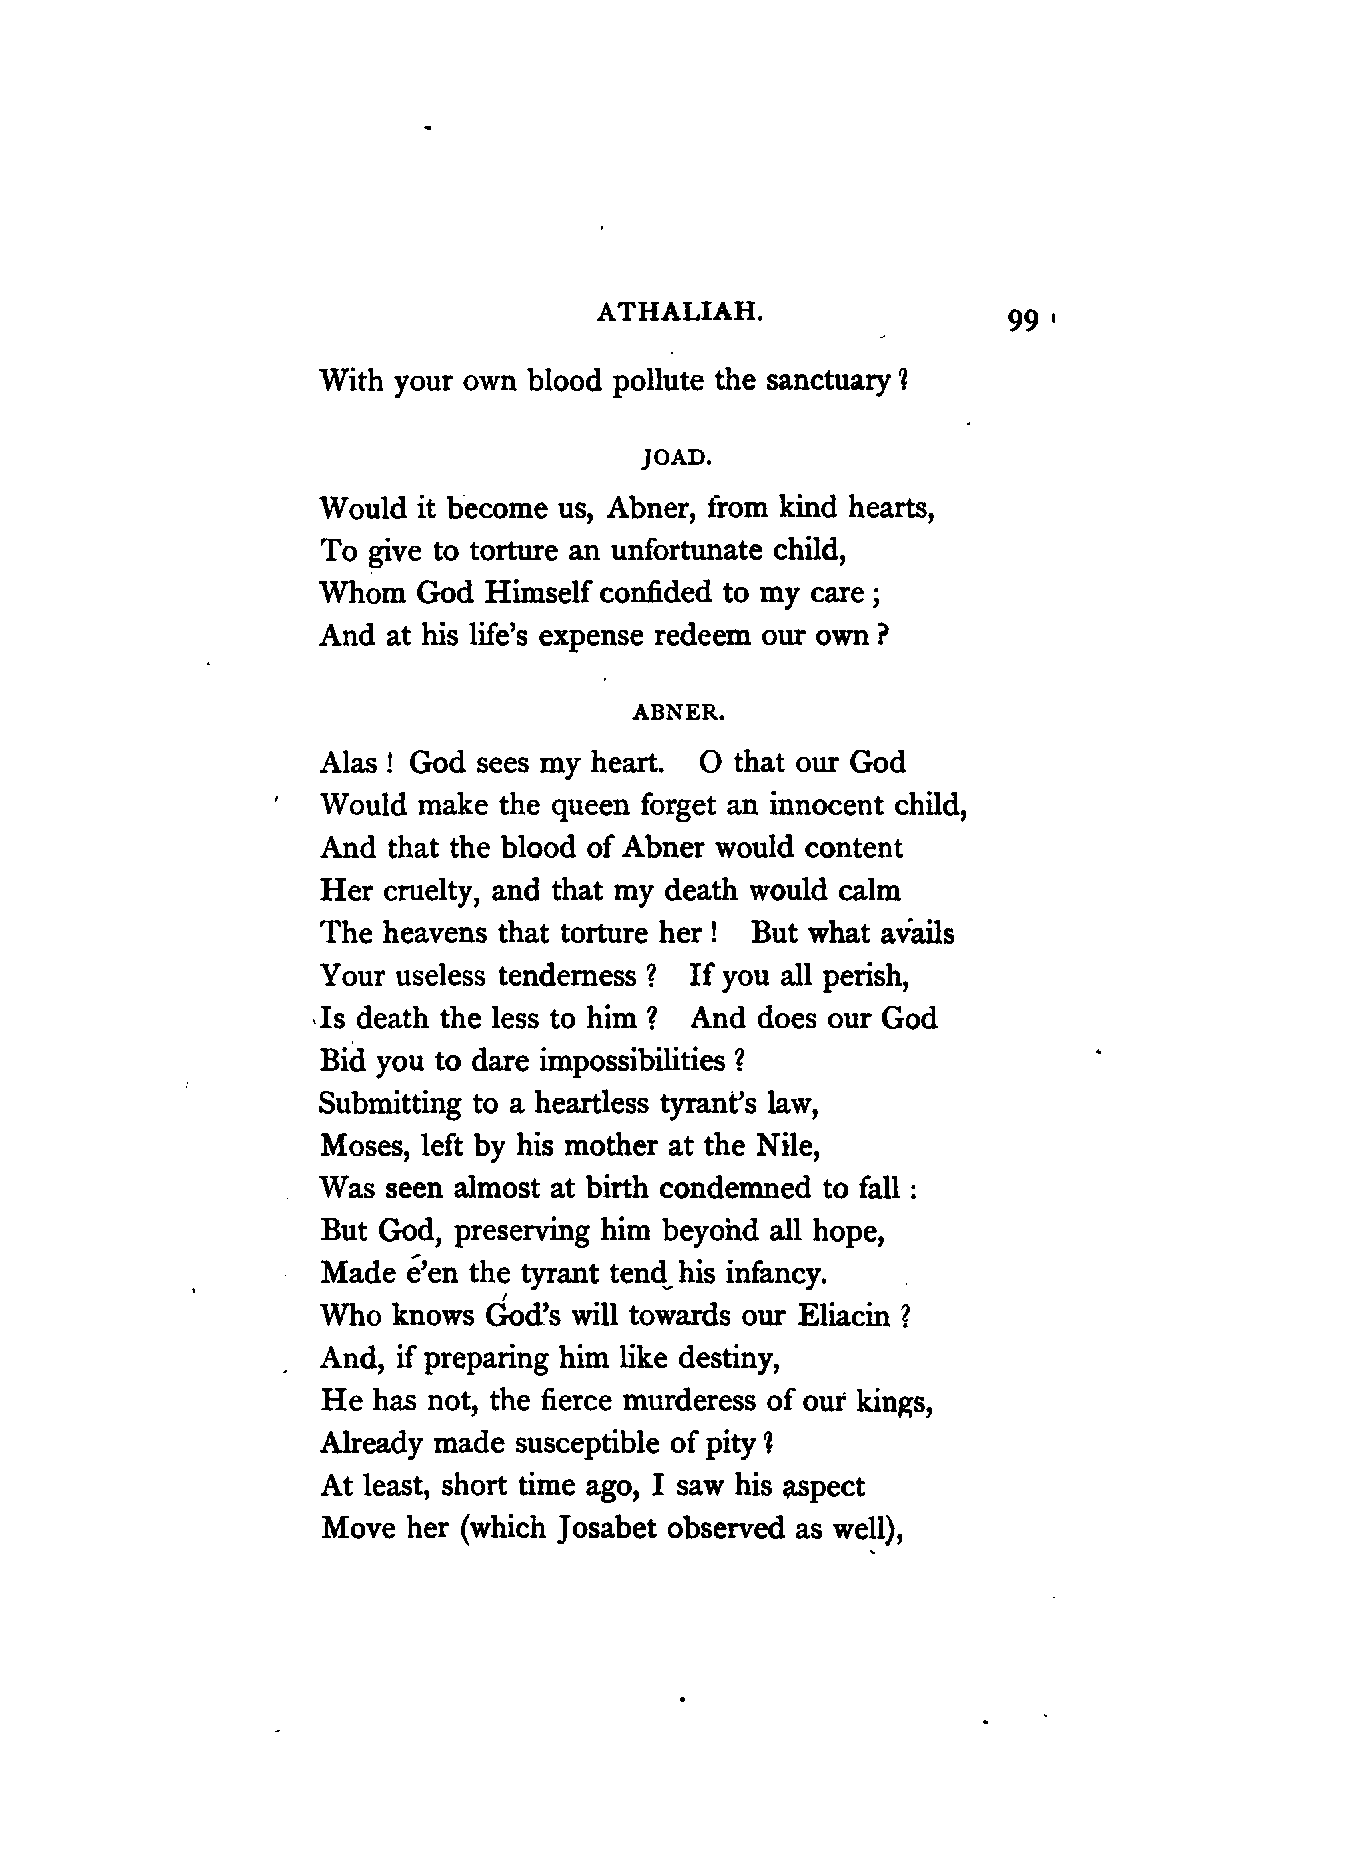 ATHALIAH. 99
With your own blood pollute the sanctuary?
JOAD.
Would it become us, Abner, from kind hearts,
To give to torture an unfortunate child,
Whom God Himself confided to my care;
And at his life's expense redeem our own?
ABNER.
Alas! God sees my heart. O that our God
Would make the queen forget an innocent child,
And that the blood of Abner would content
Her cruelty, and that my death would calm
The heavens that torture her! But what avails
Your useless tenderness? If you all perish,
Is death the less to him? And does our God
Bid you to dare impossibilities?
Submitting to a heartless tyrant's law,
Moses, left by his mother at the Nile,
Was seen almost at birth condemned to fall:
But God, preserving him beyond all hope,
Made e'en the tyrant tend his infancy.
Who knows God's will towards our Eliacin?
And, if preparing him like destiny,
He has not, the fierce murderess of our kings,
Already made susceptible of pity?
At least, short time ago, I saw his aspect
Move her (which Josabet observed as well),